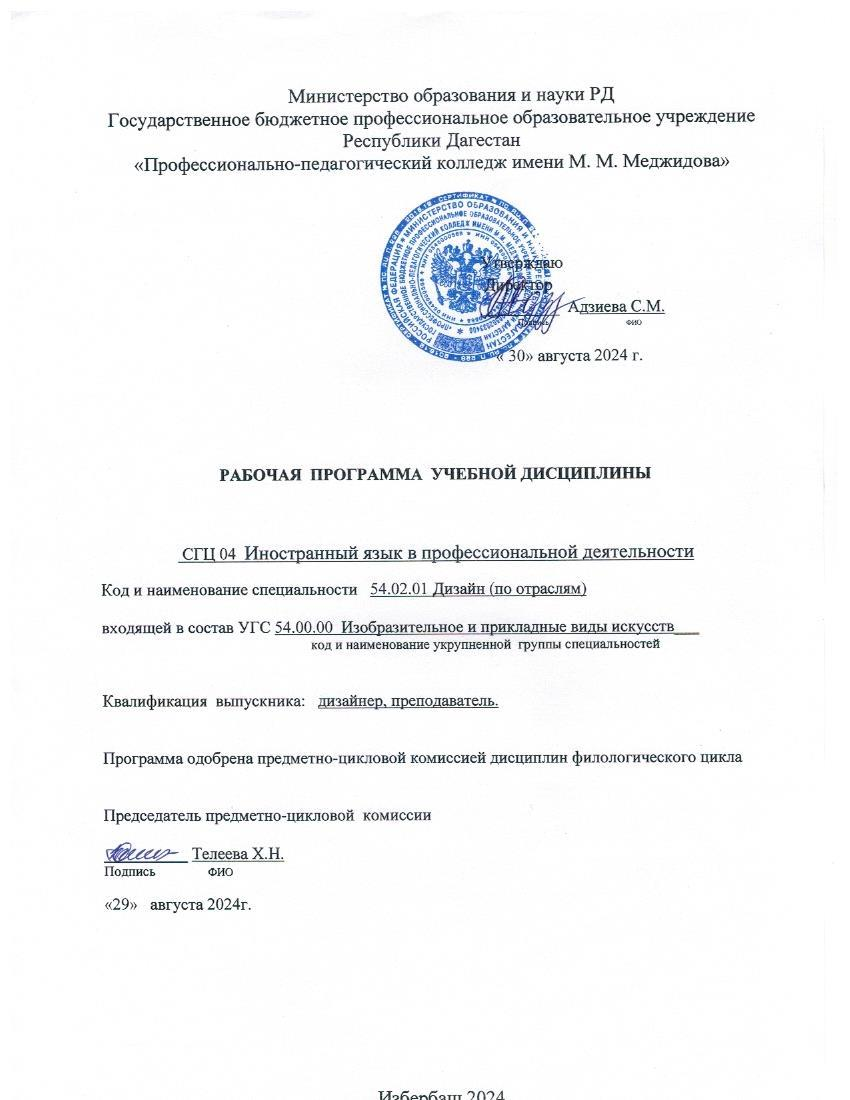 Министерство образования и науки РД
Государственное бюджетное профессиональное образовательное учреждение
Республики Дагестан
«Профессионально-педагогический колледж имени М. М. Меджидова»
Утверждаю
Директор
Адзиева С.М.
подпись ФИО
« 30» августа 2024 г.
РАБОЧАЯ ПРОГРАММА УЧЕБНОЙ ДИСЦИПЛИНЫ
СГЦ 04 Иностранный язык в профессиональной деятельности
Код и наименование специальности 54.02.01 Дизайн (по отраслям)
входящей в состав УГС 54.00.00 Изобразительное и прикладные виды искусств
код и наименование укрупненной группы специальностей
Квалификация выпускника: дизайнер, преподаватель.
Программа одобрена предметно-цикловой комиссией дисциплин филологического цикла
Председатель предметно-цикловой комиссии
Телеева Х.Н.
Подпись ФИО
«29» августа 2024г.
Избербаш 2024